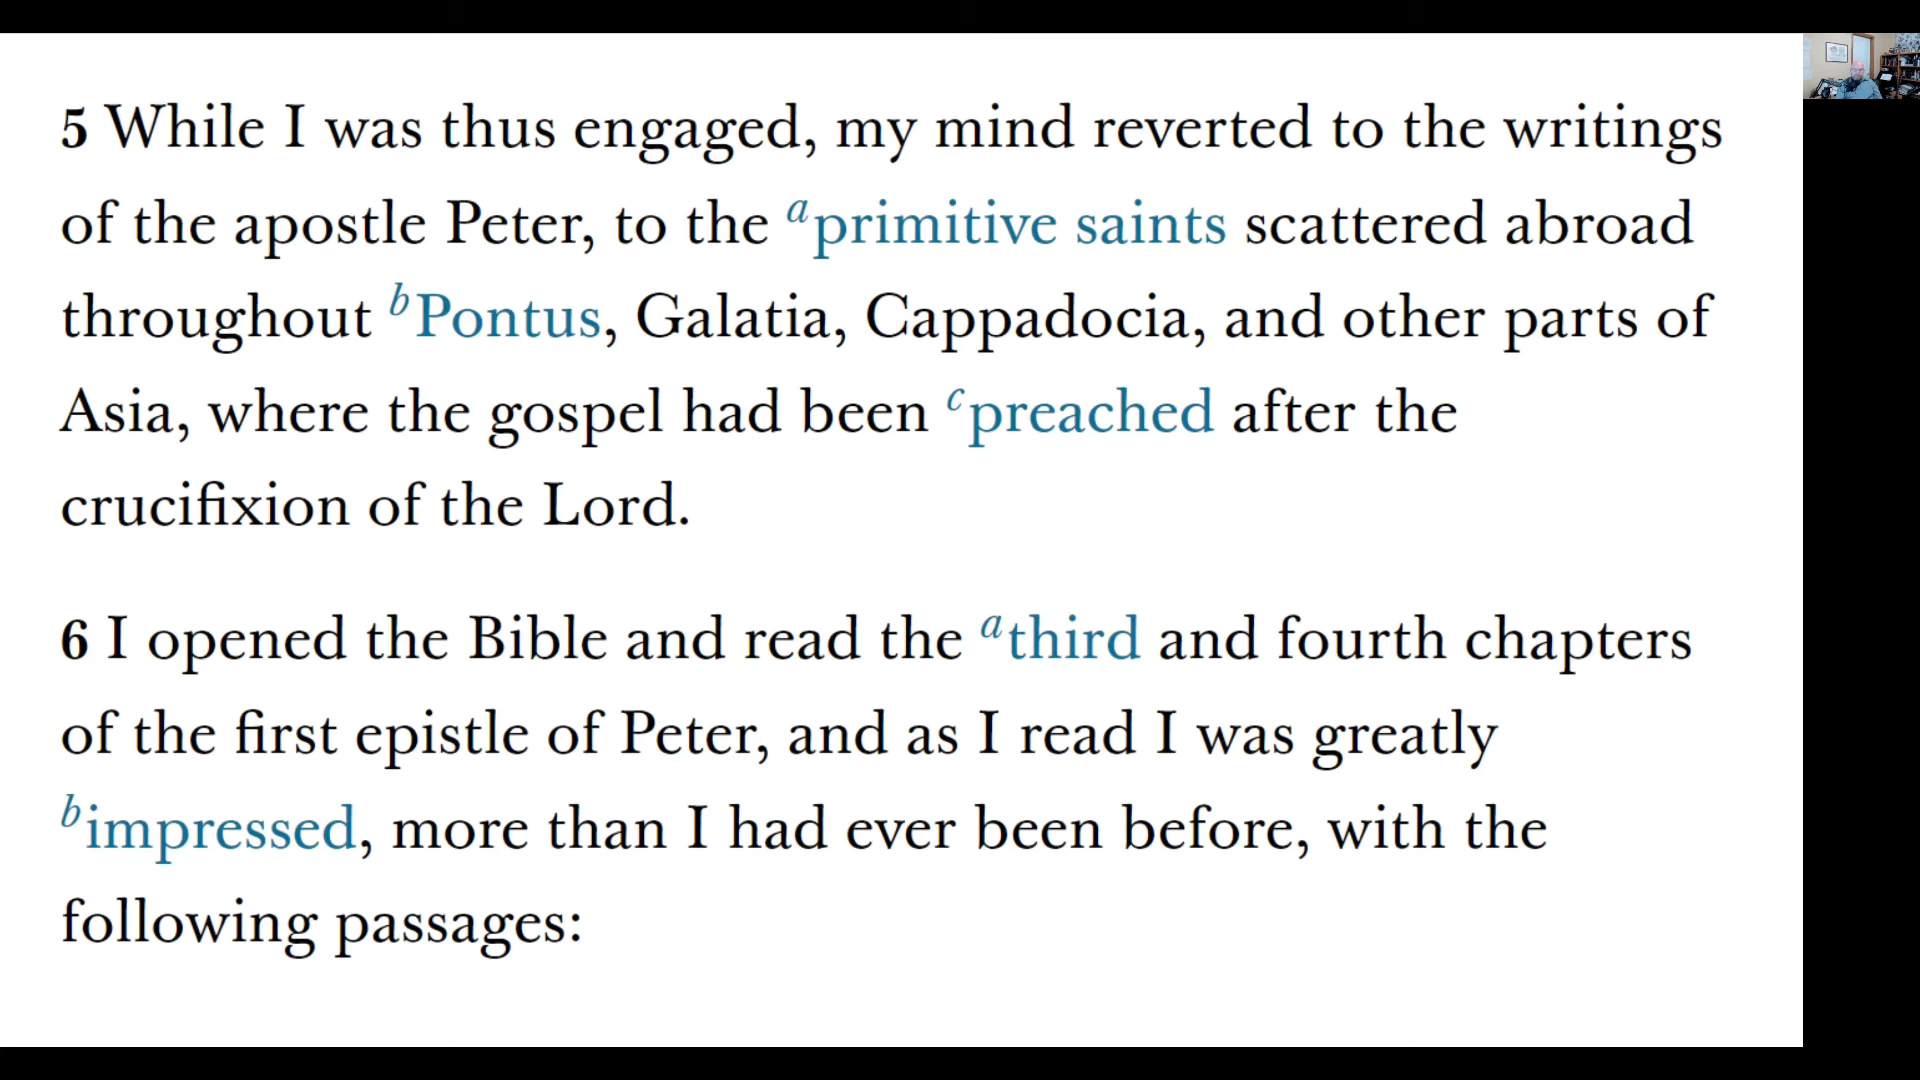 5 While I was thus engaged, my mind reverted to the writings
of the apostle Peter, to the a primitive saints scattered abroad
throughout b Pontus, Galatia, Cappadocia, and other parts of
Asia, where the gospel had been c preached after the
crucifixion of the Lord.
6 I opened the Bible and read the a third and fourth chapters
of the first epistle of Peter, and as I read I was greatly
b impressed, more than I had ever been before, with the
following passages: